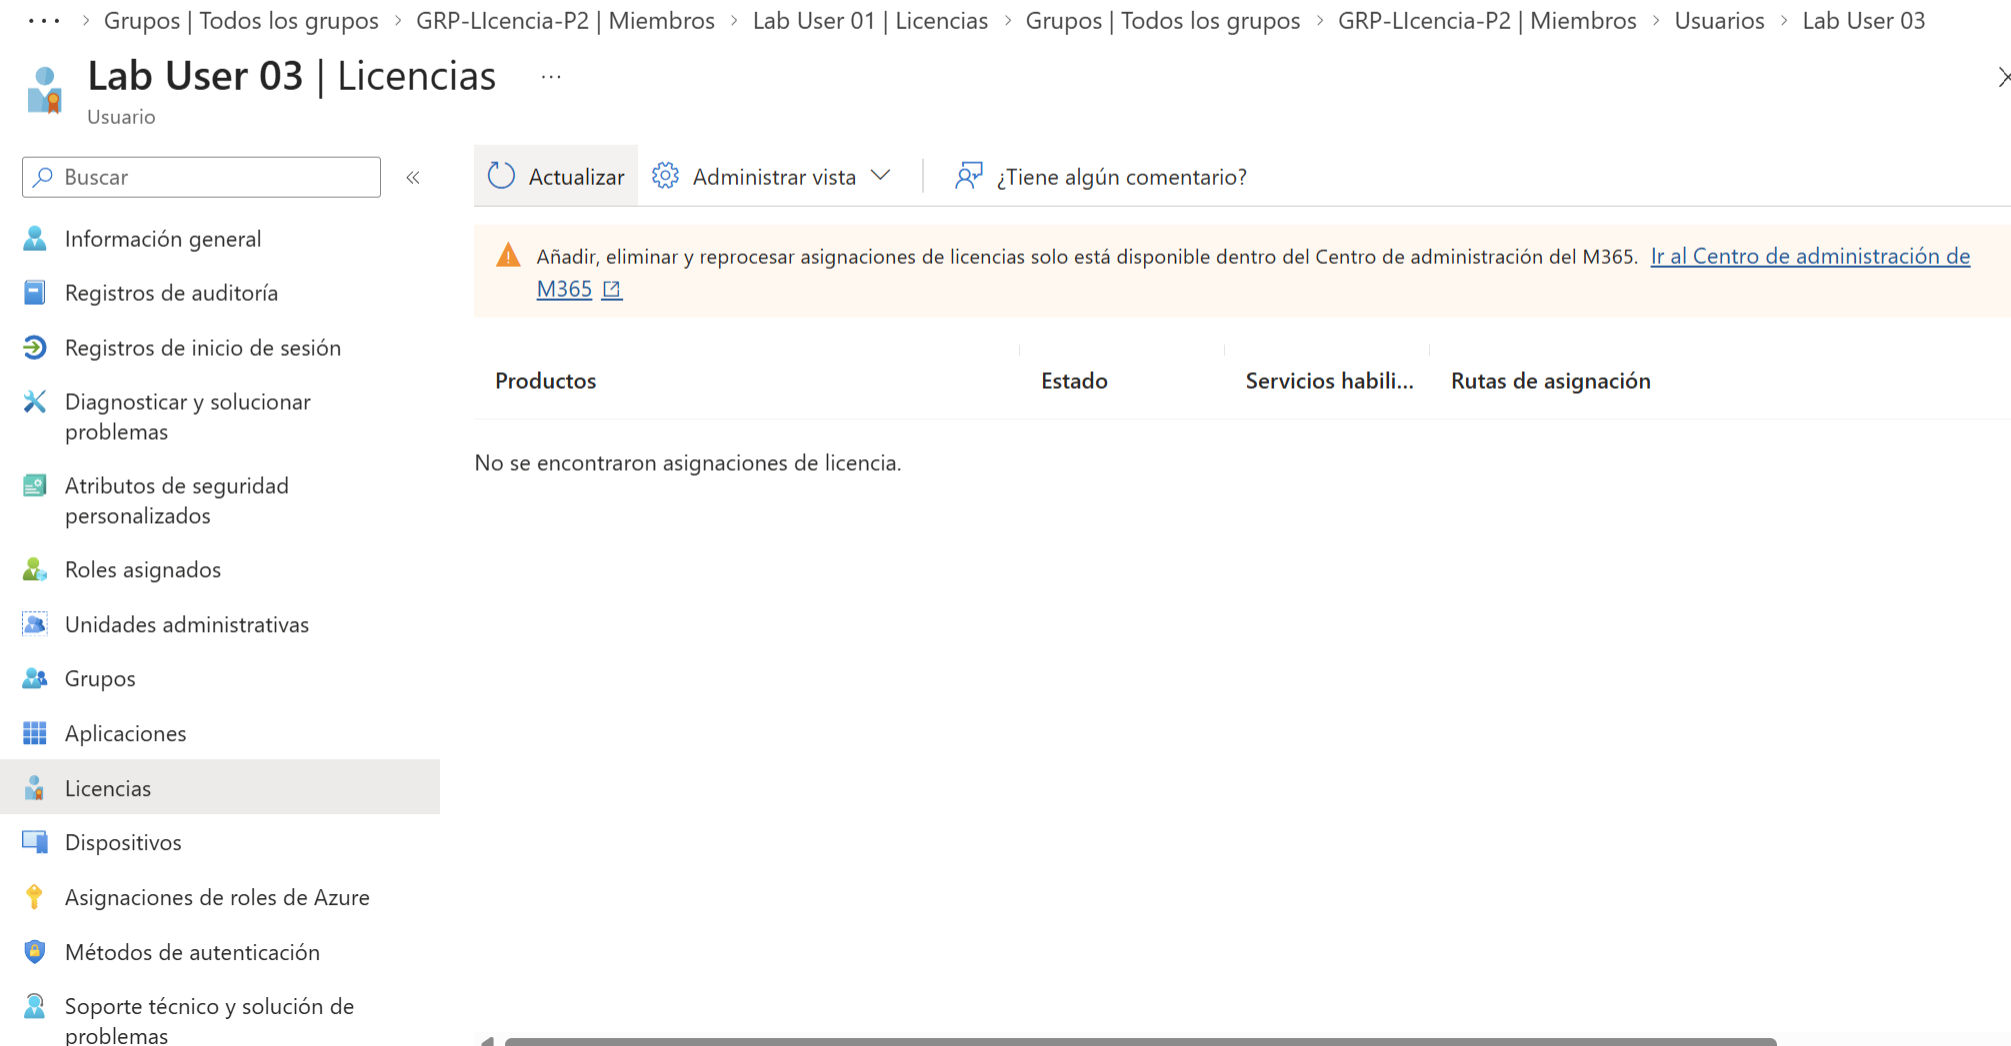 ··· > Grupos | Todos los grupos > GRP-LIcencia-P2 | Miembros > Lab User 01 | Licencias > Grupos | Todos los grupos > GRP-LIcencia-P2 | Miembros > Usuarios > Lab User 03
Lab User 03 | Licencias ···
Usuario
Buscar
«
Actualizar
Administrar vista
¿Tiene algún comentario?
Información general
Registros de auditoría
Registros de inicio de sesión
Diagnosticar y solucionar
problemas
Atributos de seguridad
personalizados
Roles asignados
Unidades administrativas
Grupos
Aplicaciones
Licencias
Dispositivos
Asignaciones de roles de Azure
Métodos de autenticación
Soporte técnico y solución de
problemas
Añadir, eliminar y reprocesar asignaciones de licencias solo está disponible dentro del Centro de administración del M365. Ir al Centro de administración de
M365
Productos Estado Servicios habili... Rutas de asignación
No se encontraron asignaciones de licencia.